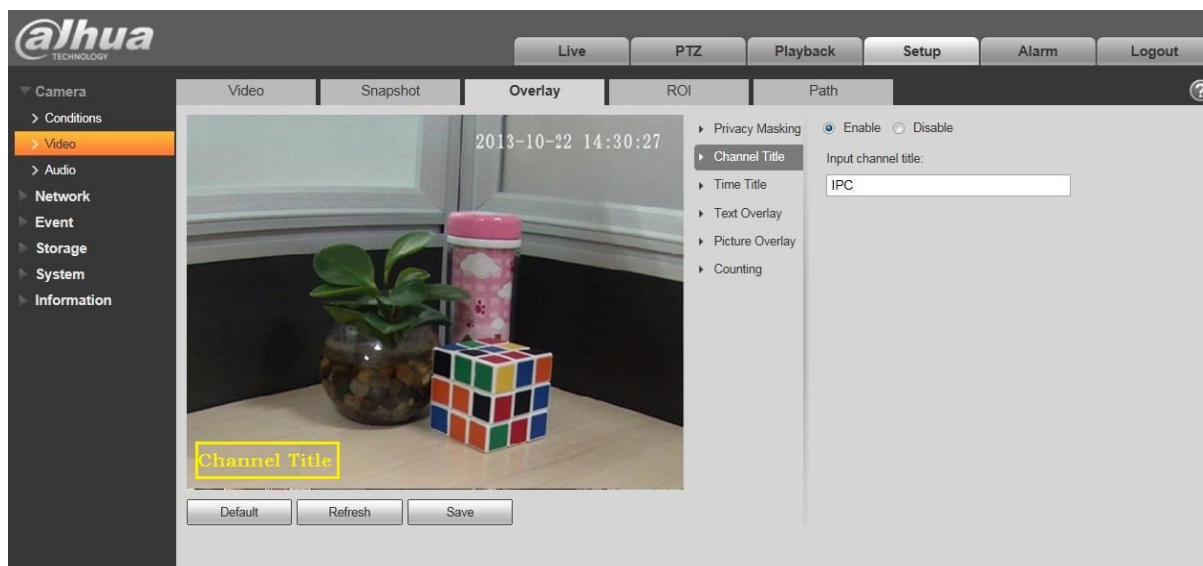 alhua
TECHNOLOGY
Live PTZ Playback Setup Alarm Logout
Camera
Conditions
Video
Audio
Network
Event
Storage
System
Information
Video Snapshot Overlay ROI Path
?
2013-10-22 14:30:27
Channel Title
Privacy Masking
Channel Title
Time Title
Text Overlay
Picture Overlay
Counting
Enable Disable
Input channel title:
IPC
Default Refresh Save